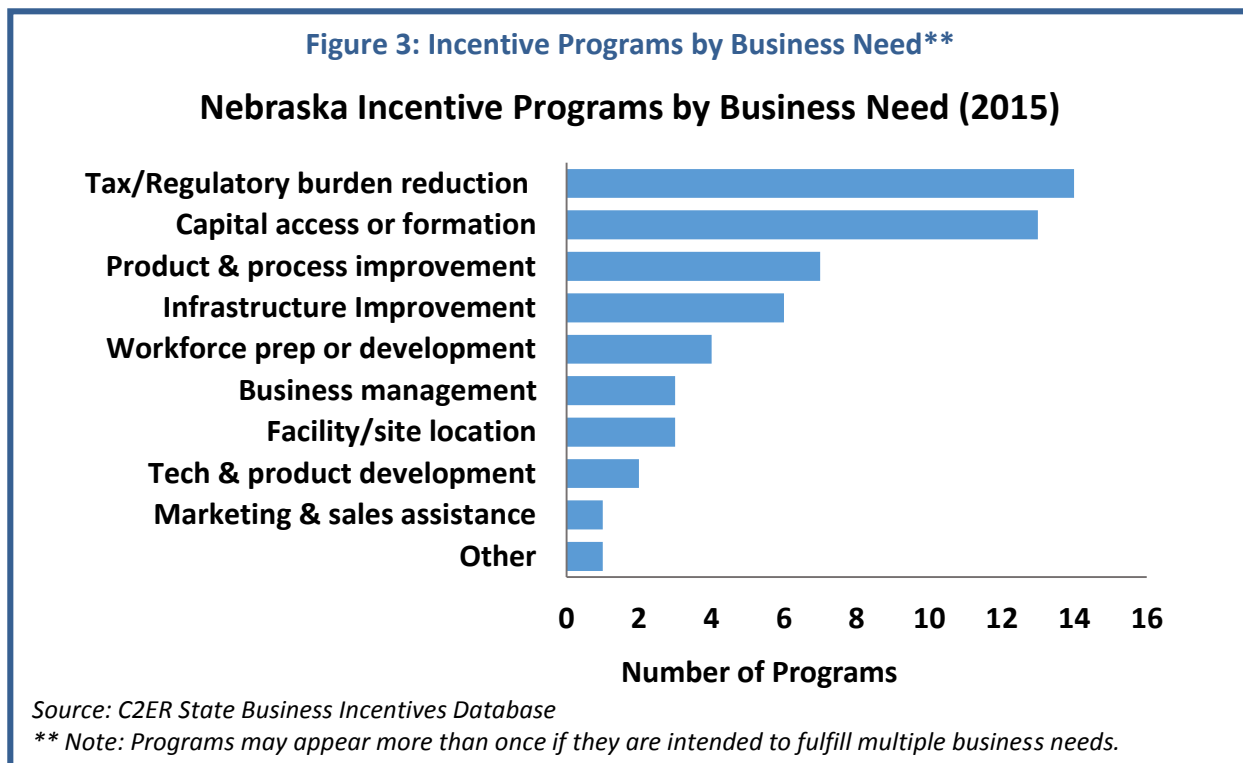 Figure 3: Incentive Programs by Business Need**
Nebraska Incentive Programs by Business Need (2015)
Tax/Regulatory burden reduction
Capital access or formation
Product & process improvement
Infrastructure Improvement
Workforce prep or development
Business management
Facility/site location
Tech & product development
Marketing & sales assistance
Other
0 2 4 6 8 10 12 14 16
Number of Programs
Source: C2ER State Business Incentives Database
** Note: Programs may appear more than once if they are intended to fulfill multiple business needs.